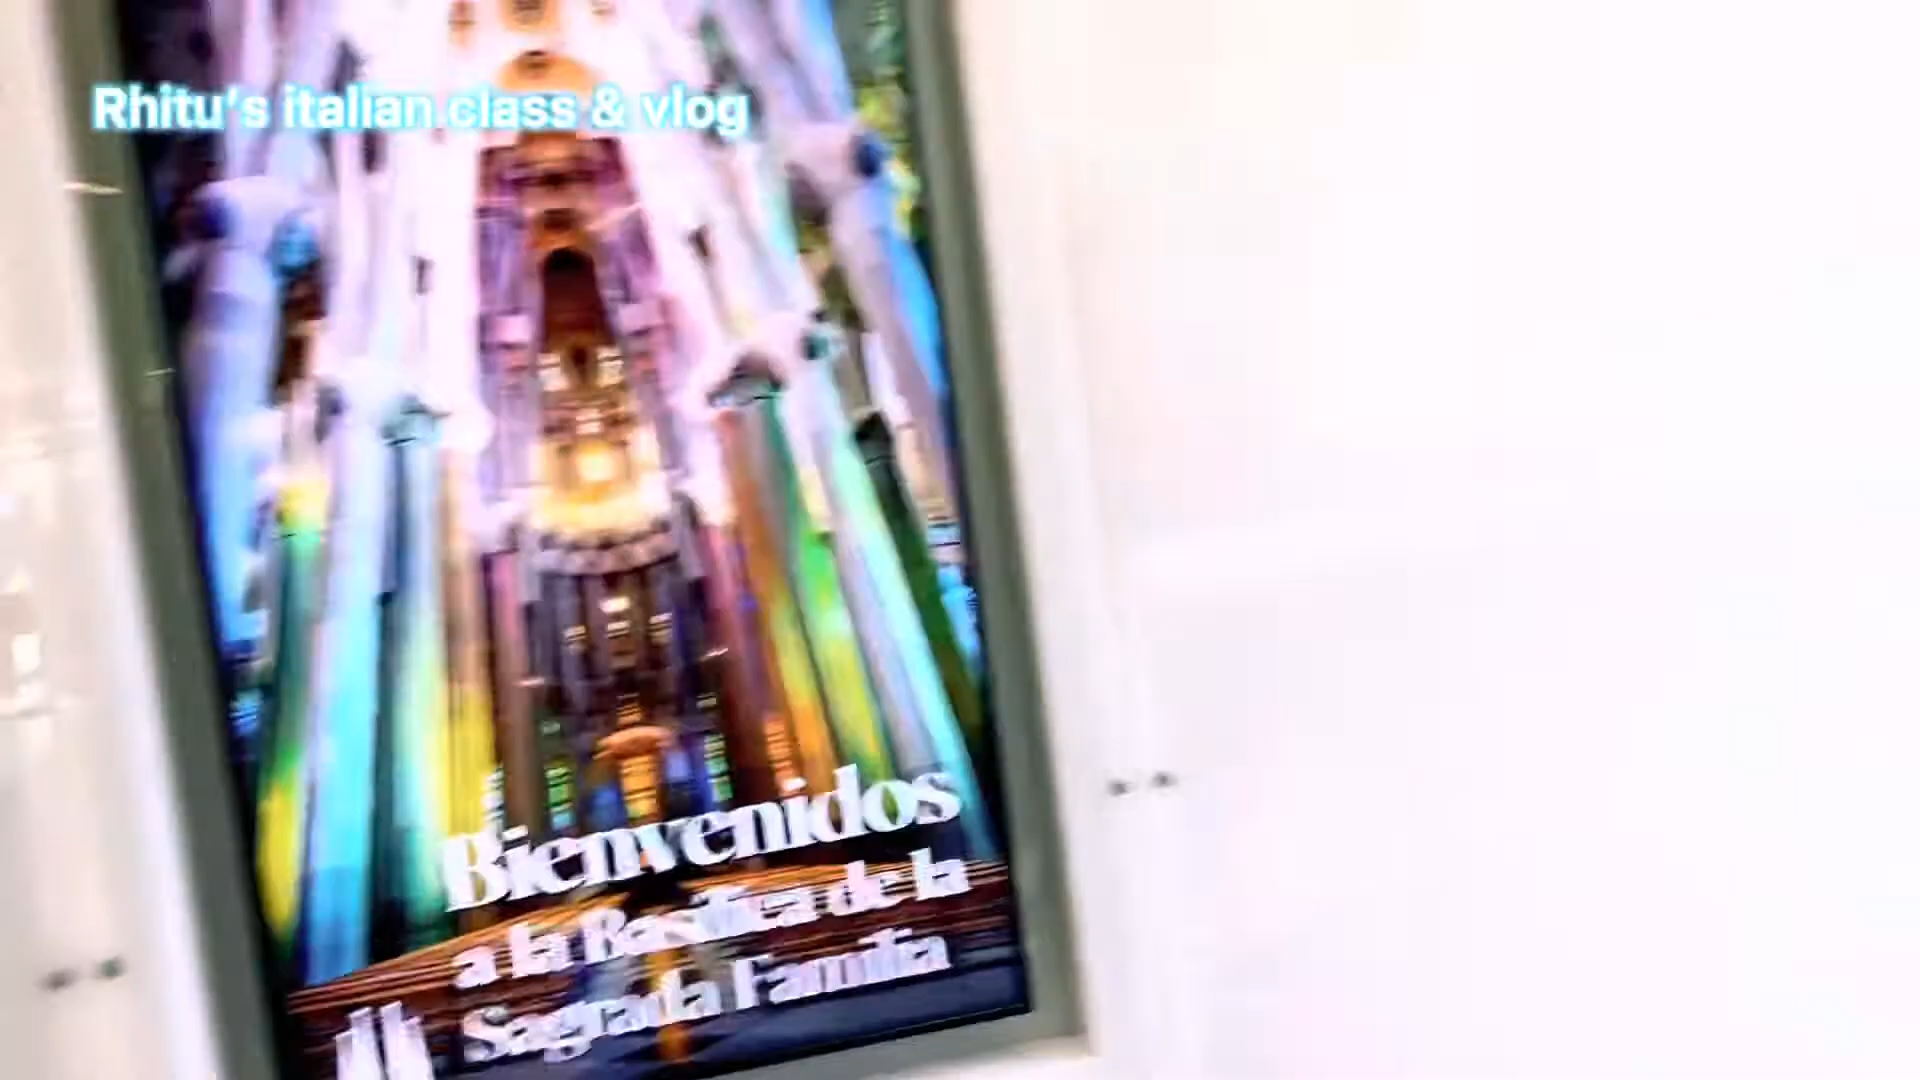 Rhitu's italian class & vlog
Bienvenidos
a la Basílica de la
Sagrada Família